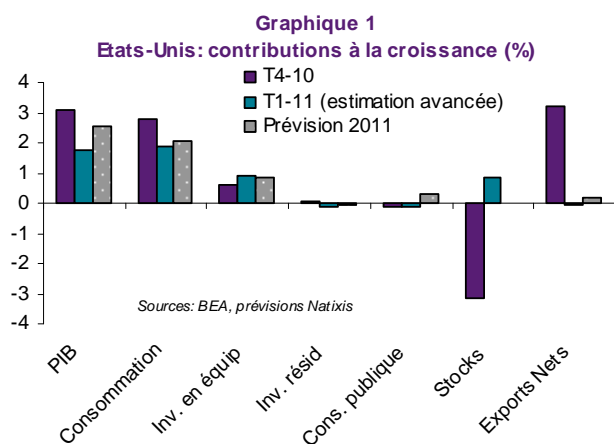 Graphique 1
Etats-Unis: contributions à la croissance (%)
T4-10
T1-11 (estimation avancée)
Prévision 2011
4
3
2
1
0
-1
-2
-3
-4
Sources: BEA, prévisions Natixis
PIB
Consommation
Inv. en équip
Inv. résid
Cons. publique
Stocks
Exports Nets